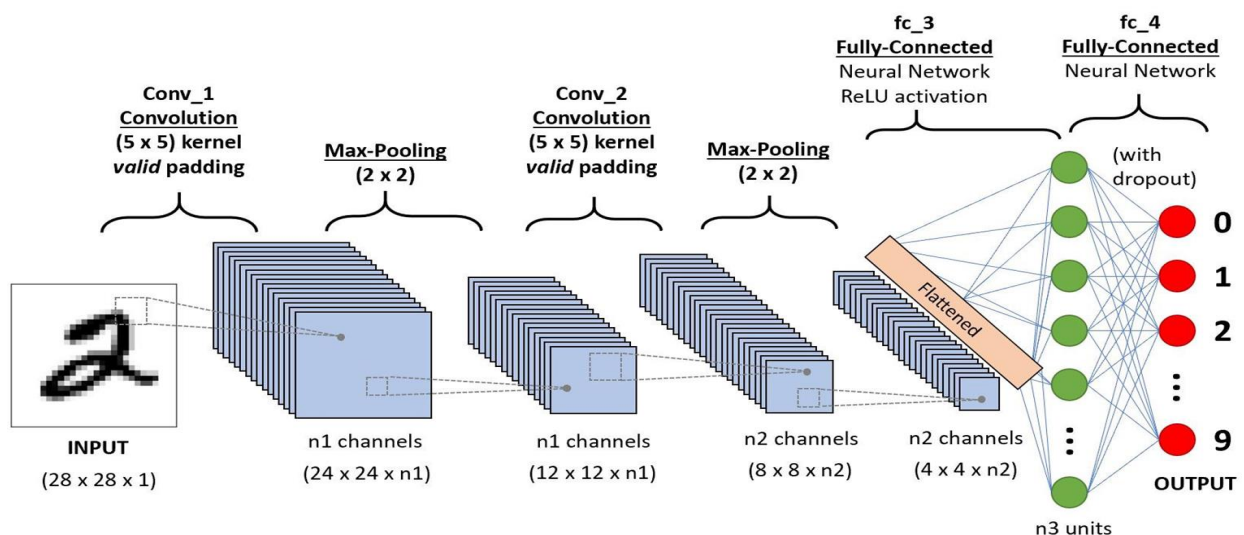 fc_3
Fully-Connected
Neural Network
ReLU activation
fc_4
Fully-Connected
Neural Network
Conv_1
Convolution
(5 x 5) kernel
valid padding
Max-Pooling
(2 x 2)
Conv_2
Convolution
(5 x 5) kernel
valid padding
Max-Pooling
(2 x 2)
(with
dropout)
2
INPUT
(28 x 28 x 1)
n1 channels
(24 x 24 x n1)
n1 channels
(12 x 12 x n1)
n2 channels
(8 x 8 x n2)
n2 channels
(4 x 4 x n2)
Flattened
n3 units
0
1
2
9
OUTPUT